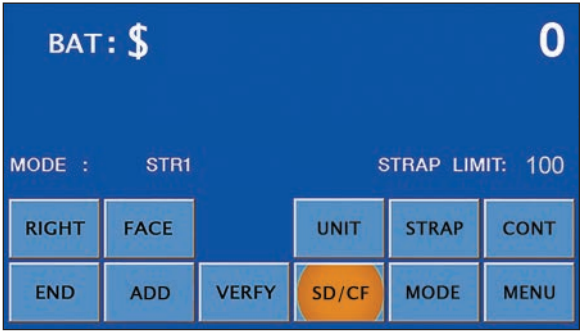 BAT: $ 0
MODE : STR1 STRAP LIMIT: 100
RIGHT FACE UNIT STRAP CONT
END ADD VERFY SD/CF MODE MENU